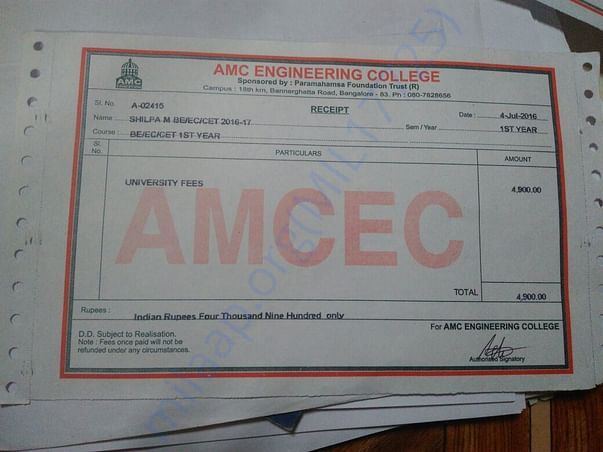 AMC ENGINEERING COLLEGE
Sponsored by : Paramahamsa Foundation Trust (R)
Campus : 18th km, Bannerghatta Road, Bangalore - 83. Ph : 080-7828656
AMC
Sl. No. A-02415
RECEIPT
Date : 4-Jul-2016
Name SHILPA M BE/EC/CET 2016-17
Sem / Year 1ST YEAR
Course : BE/EC/CET 1ST YEAR
Sl. No. PARTICULARS AMOUNT
UNIVERSITY FEES 4,900.00
AMCEC
TOTAL 4,900.00
Rupees : Indian Rupees Four Thousand Nine Hundred only
For AMC ENGINEERING COLLEGE
D.D. Subject to Realisation.
Note : Fees once paid will not be
refunded under any circumstances.
Authorised Signatory